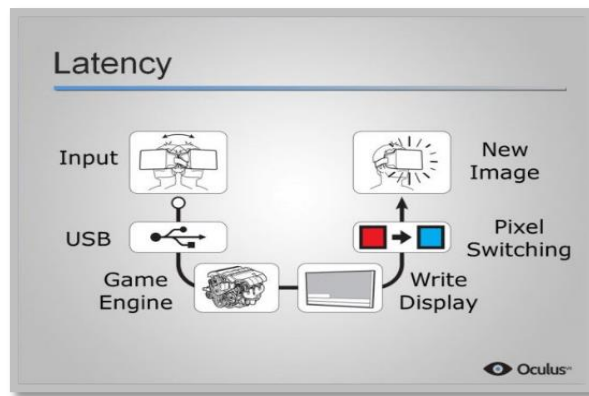 Latency
Input
New
Image
USB
Pixel
Switching
Game
Engine
Write
Display
Oculus